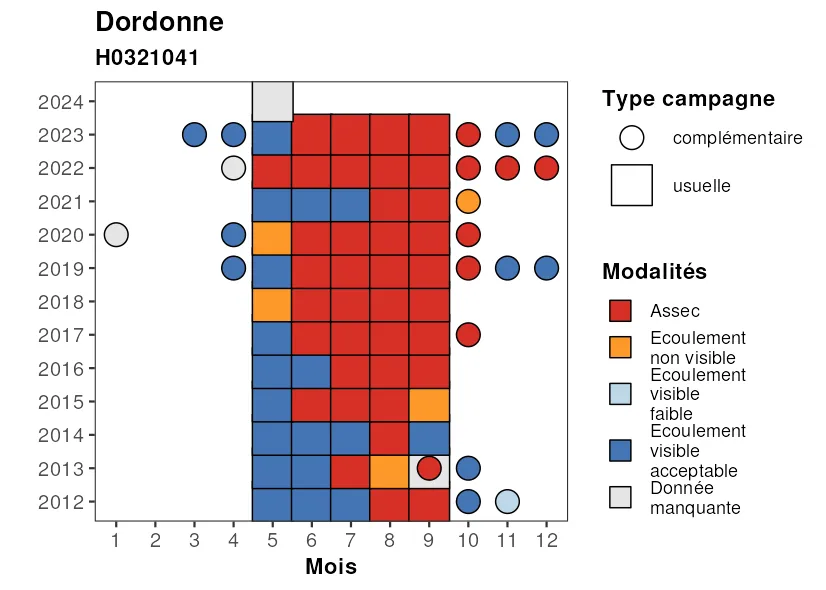 Dordonne
H0321041
2024
2023
2022
2021
2020
2019
2018
2017
2016
2015
2014
2013
2012
1 2 3 4 5 6 7 8 9 10 11 12
Mois
Type campagne
complémentaire
usuelle
Modalités
Assec
Ecoulement
non visible
Ecoulement
visible
faible
Ecoulement
visible
acceptable
Donnée
manquante